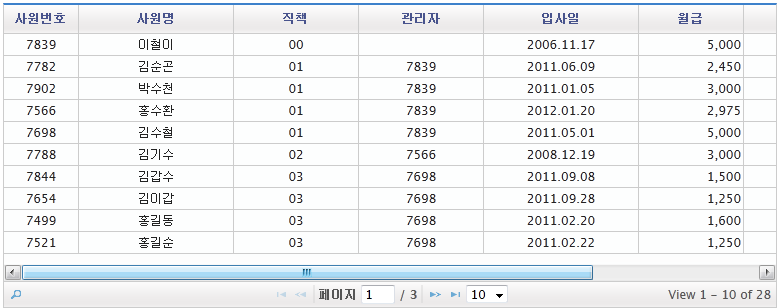 사원번호 사원명 직책 관리자 입사일 월급
7839 이철이 00 2006.11.17 5,000
7782 김순곤 01 7839 2011.06.09 2,450
7902 박수천 01 7839 2011.01.05 3,000
7566 홍수환 01 7839 2012.01.20 2,975
7698 김수철 01 7839 2011.05.01 5,000
7788 김기수 02 7566 2008.12.19 3,000
7844 김갑수 03 7698 2011.09.08 1,500
7654 김이갑 03 7698 2011.09.28 1,250
7499 홍길동 03 7698 2011.02.20 1,600
7521 홍길순 03 7698 2011.02.22 1,250
페이지 1 / 3 10 View 1 – 10 of 28